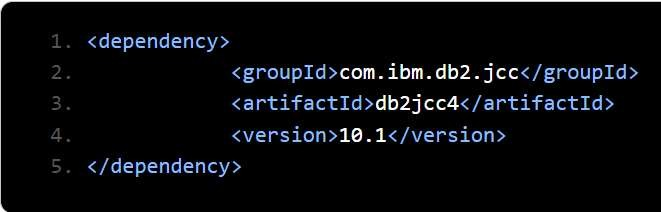 1. <dependency>
2.             <groupId>com.ibm.db2.jcc</groupId>
3.             <artifactId>db2jcc4</artifactId>
4.             <version>10.1</version>
5. </dependency>